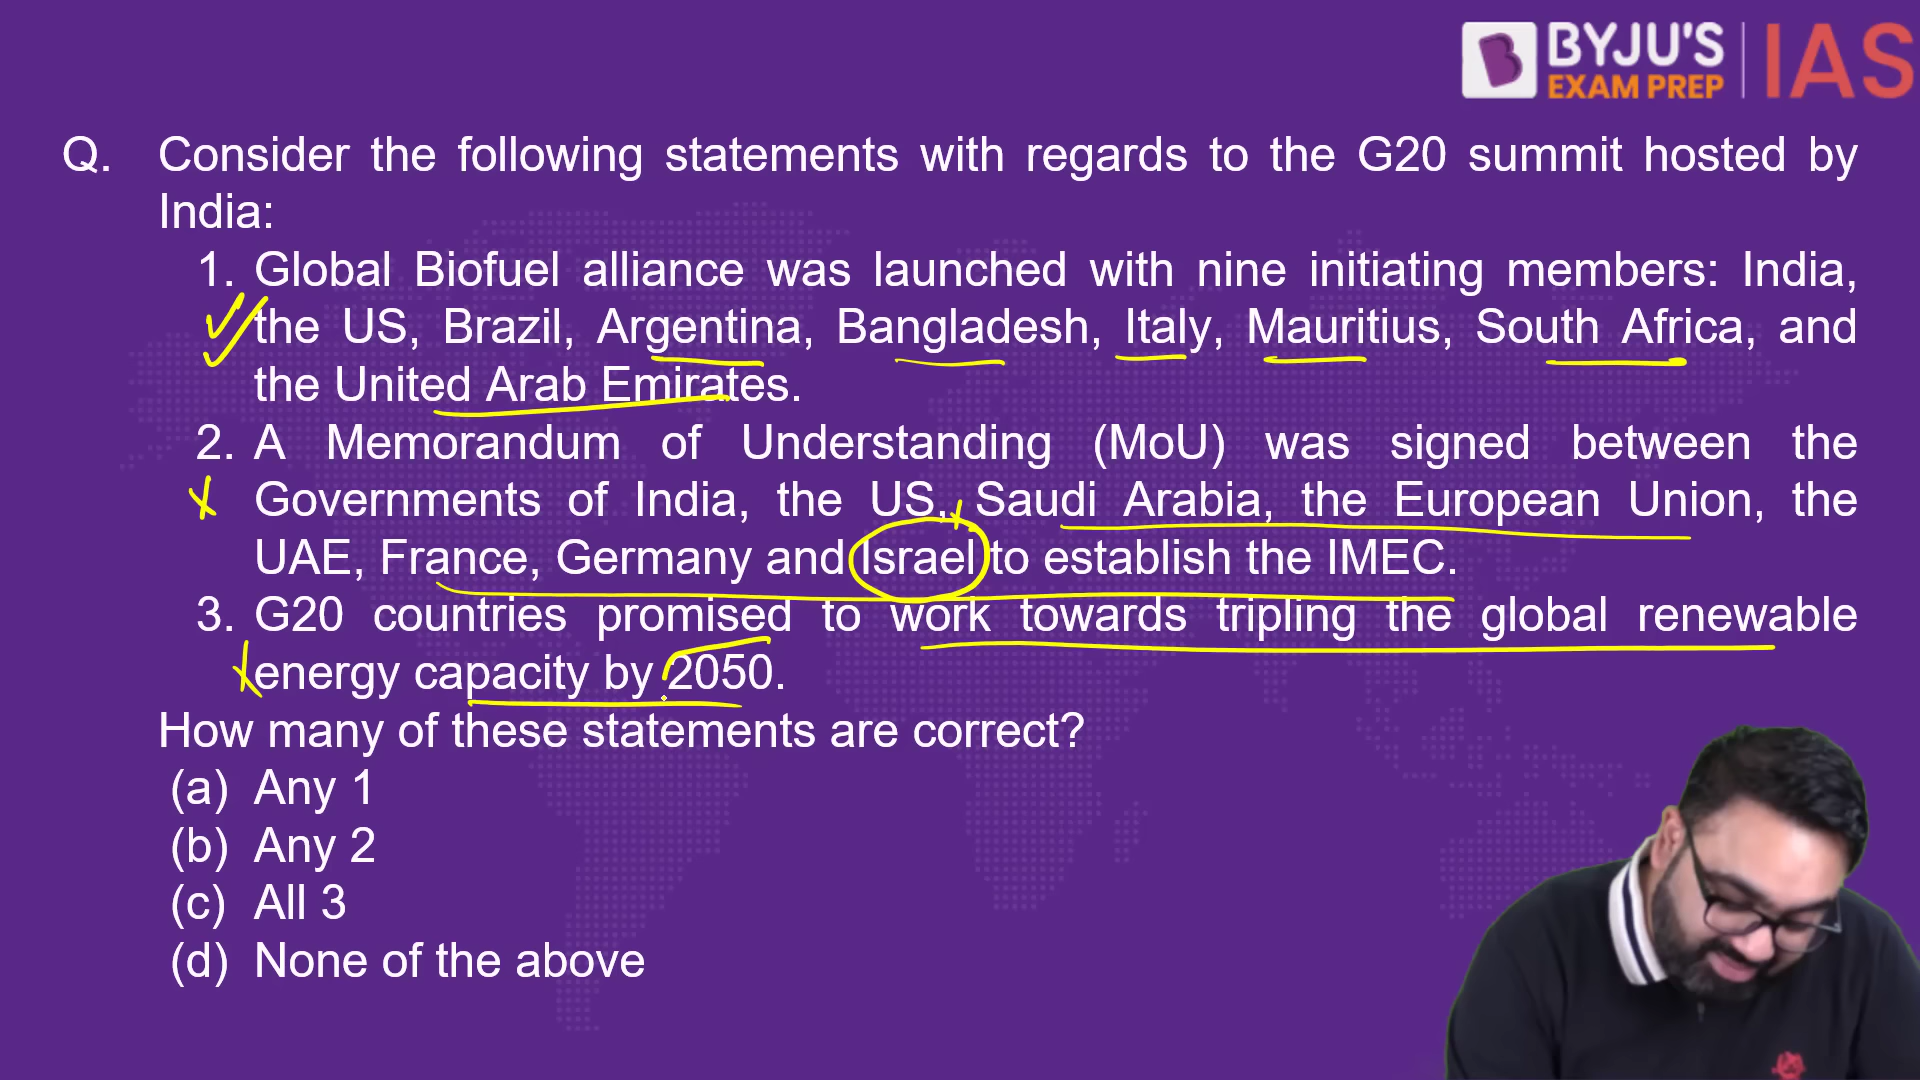 BYJU'S
EXAM PREP
IAS
Q. Consider the following statements with regards to the G20 summit hosted by
India:
1. Global Biofuel alliance was launched with nine initiating members: India,
the US, Brazil, Argentina, Bangladesh, Italy, Mauritius, South Africa, and
the United Arab Emirates.
2. A Memorandum of Understanding (MoU) was signed between the
Governments of India, the US, Saudi Arabia, the European Union, the
UAE, France, Germany and Israel to establish the IMEC.
3. G20 countries promised to work towards tripling the global renewable
energy capacity by 2050.
How many of these statements are correct?
(a) Any 1
(b) Any 2
(c) All 3
(d) None of the above